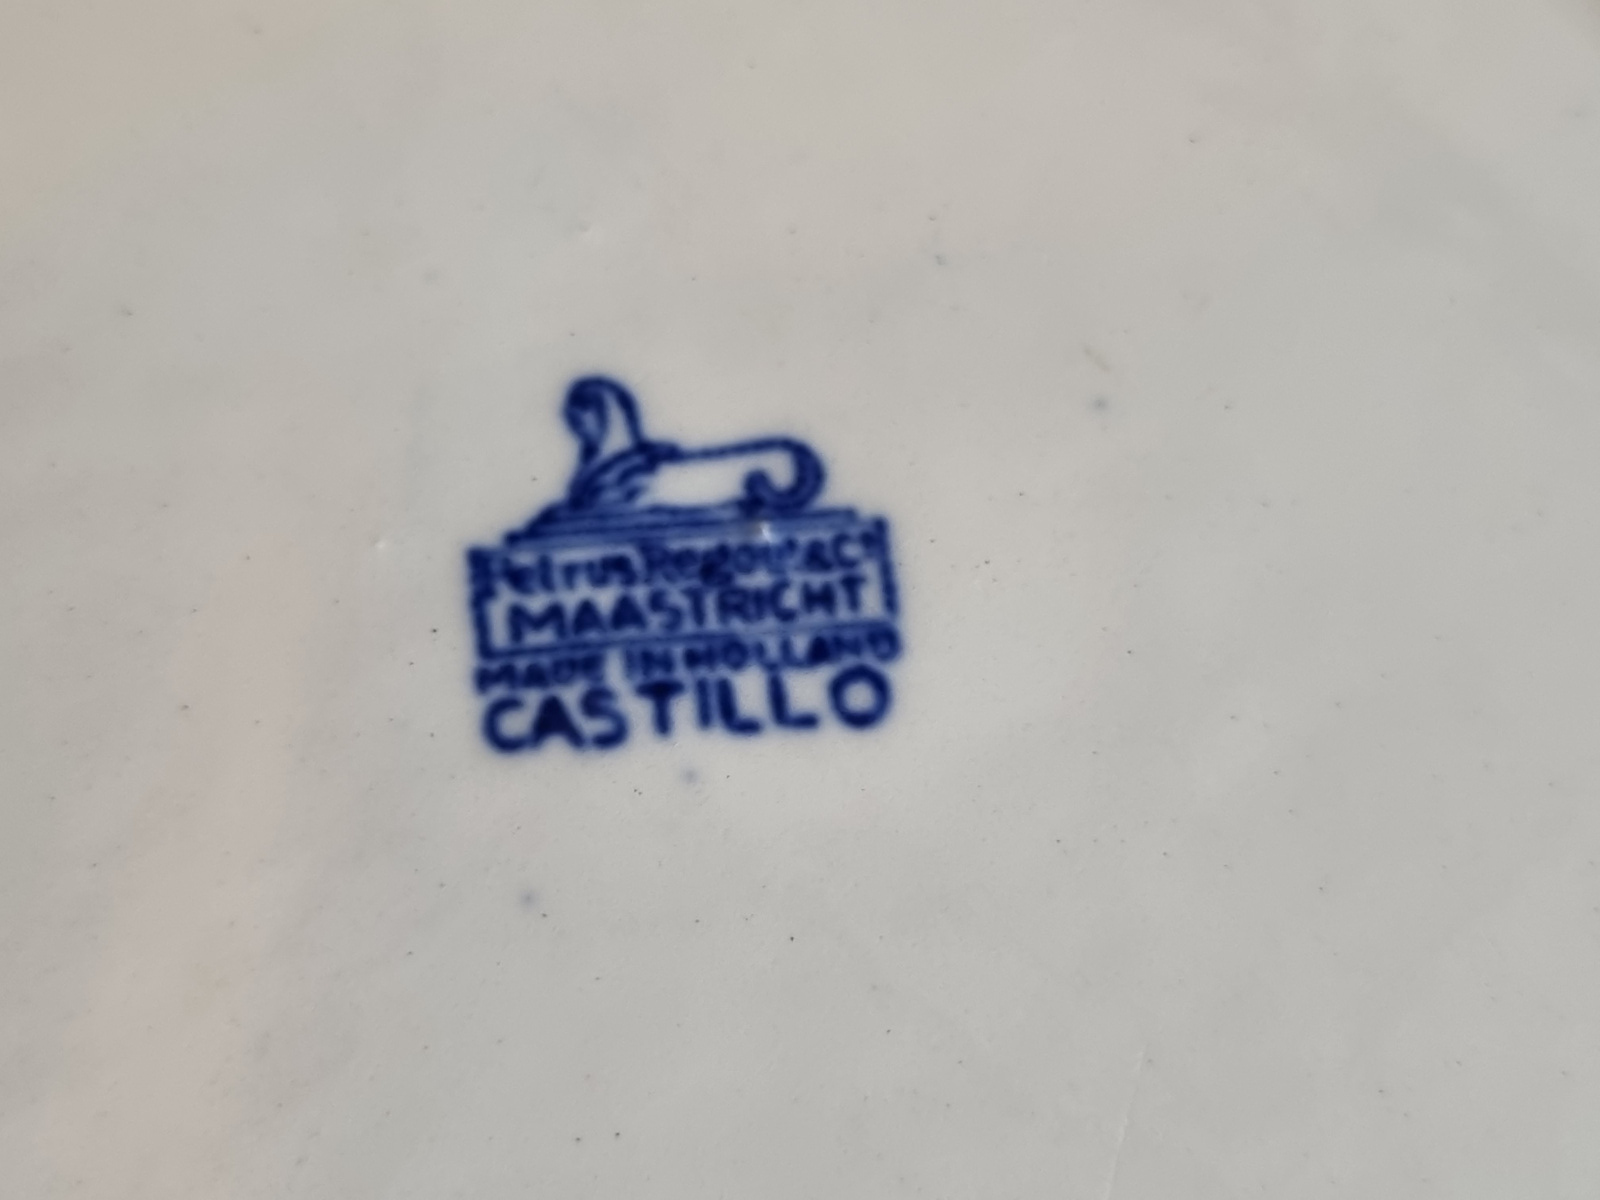 Petrus Regout & Co
MAASTRICHT
MADE IN HOLLAND
CASTILLO